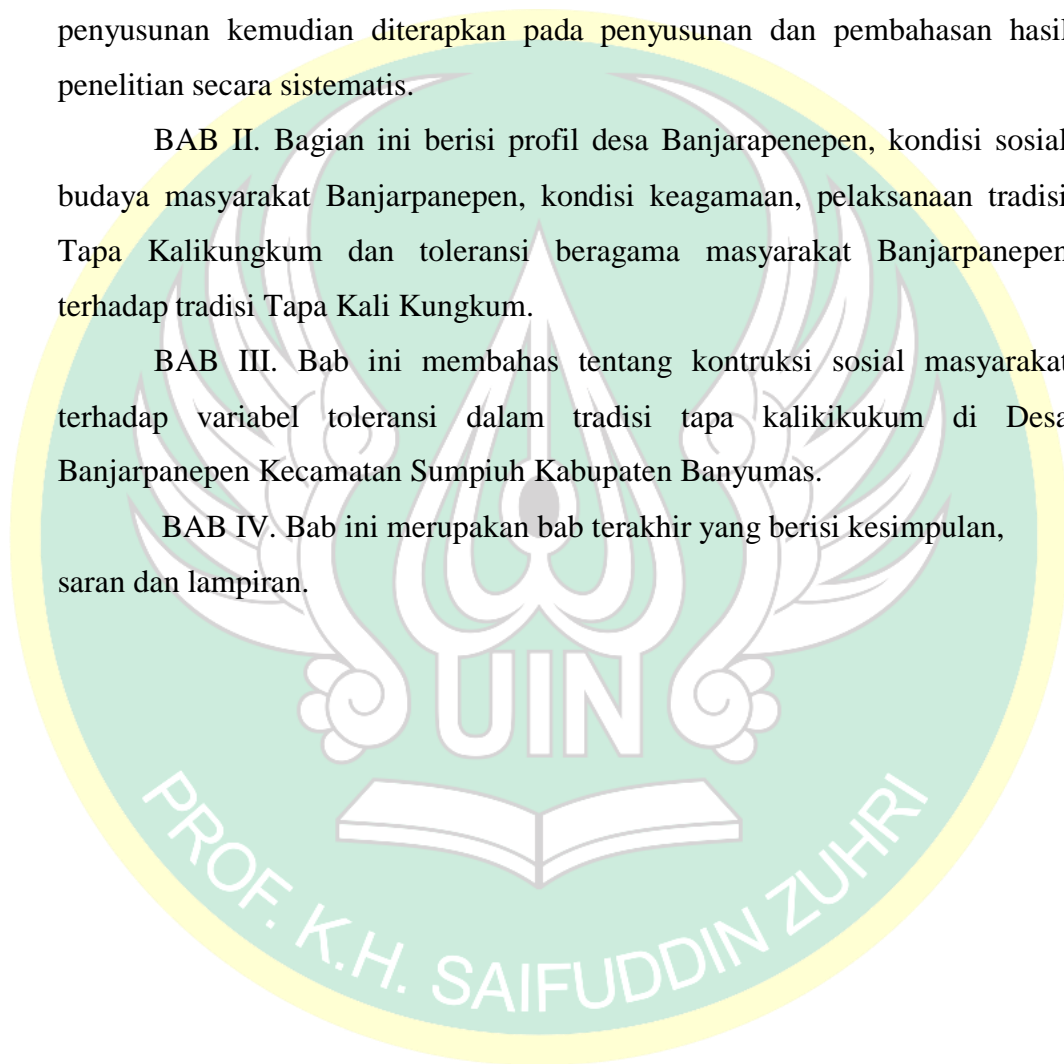 penyusunan kemudian diterapkan pada penyusunan dan pembahasan hasil
penelitian secara sistematis.
BAB II. Bagian ini berisi profil desa Banjarapenepen, kondisi sosial
budaya masyarakat Banjarpanepen, kondisi keagamaan, pelaksanaan tradisi
Tapa Kalikungkum dan toleransi beragama masyarakat Banjarpanepen
terhadap tradisi Tapa Kali Kungkum.
BAB III. Bab ini membahas tentang kontruksi sosial masyarakat
terhadap variabel toleransi dalam tradisi tapa kalikikukum di Desa
Banjarpanepen Kecamatan Sumpiuh Kabupaten Banyumas.
BAB IV. Bab ini merupakan bab terakhir yang berisi kesimpulan,
saran dan lampiran.
UIN
PROF. K.H. SAIFUDDIN ZUHRI